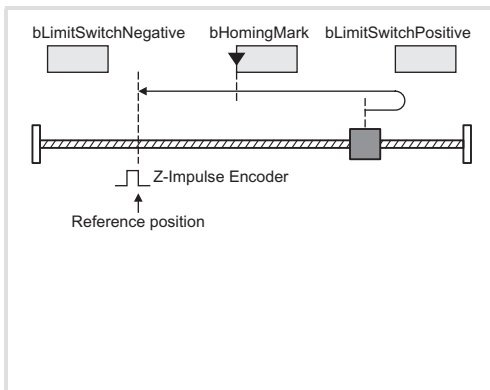 bLimitSwitchNegative bHomingMark bLimitSwitchPositive
Z-Impulse Encoder
Reference position